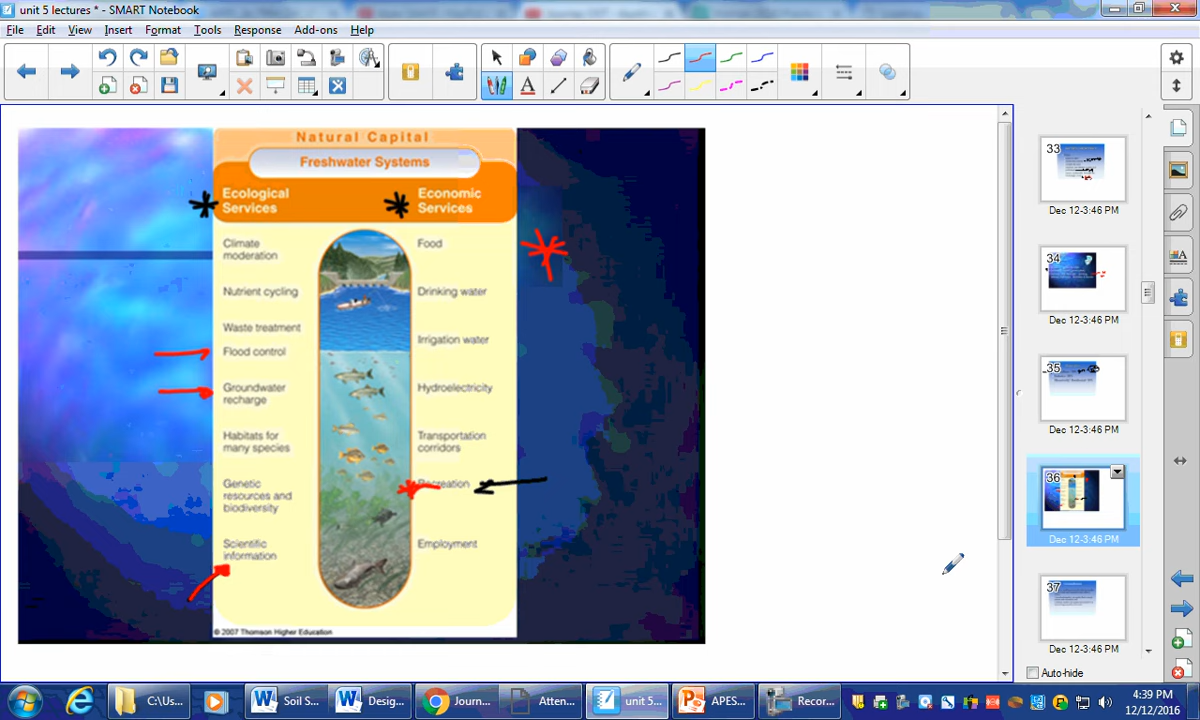 unit 5 lectures * - SMART Notebook
File Edit View Insert Format Tools Response Add-ons Help
Natural Capital
Freshwater Systems
Ecological
Services
Economic
Services
Climate
moderation
Nutrient cycling
Waste treatment
Flood control
Groundwater
recharge
Habitats for
many species
Genetic
resources and
biodiversity
Scientific
information
Food
Drinking water
Irrigation water
Hydroelectricity
Transportation
corridors
Recreation
Employment
© 2007 Thomson Higher Education
33
Dec 12-3:46 PM
34
Dec 12-3:46 PM
35
Dec 12-3:46 PM
36
Dec 12-3:46 PM
37
Dec 12-3:46 PM
Auto-hide
C:\Us...
Soil S...
Desig...
Journ...
Atten...
unit 5...
APES...
Recor...
4:39 PM
12/12/2016